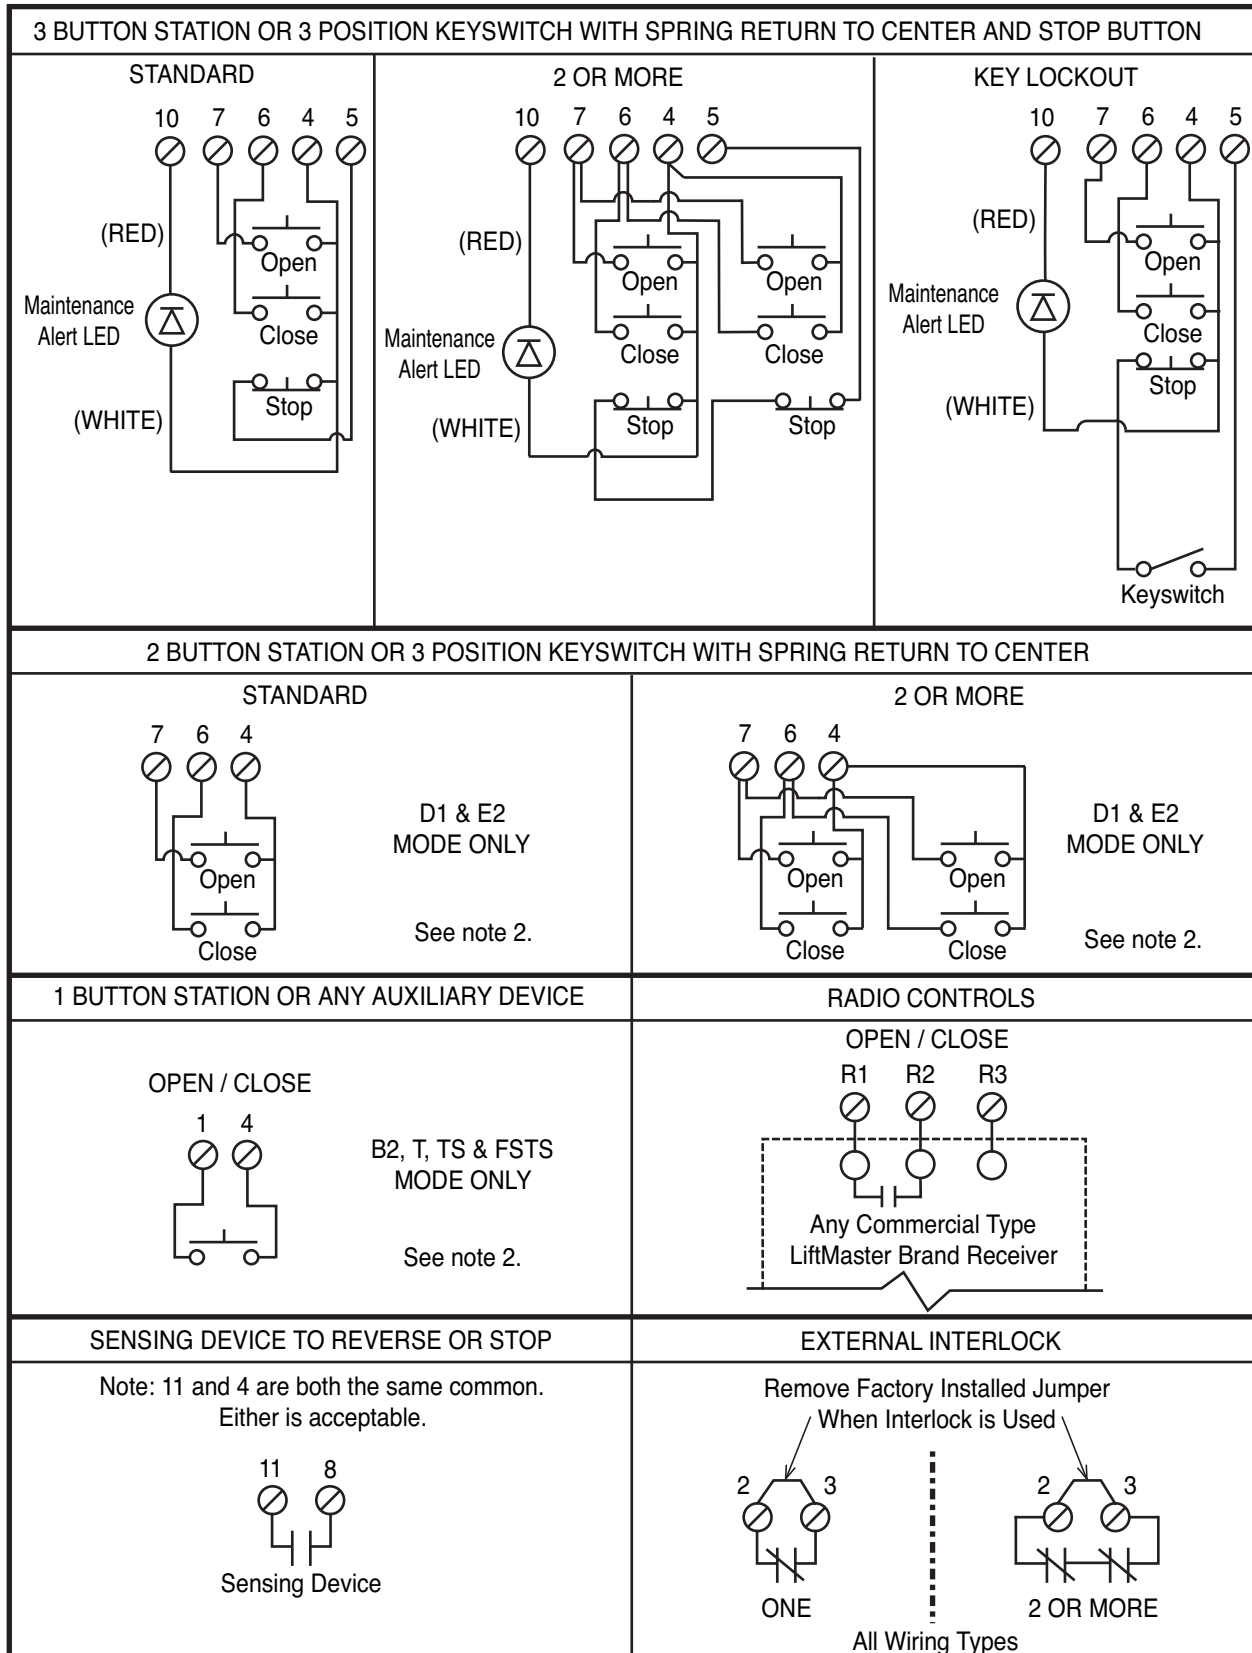 3 BUTTON STATION OR 3 POSITION KEYSWITCH WITH SPRING RETURN TO CENTER AND STOP BUTTON
STANDARD
10 7 6 4 5
(RED)
Open
Maintenance
Alert LED
Close
Stop
(WHITE)
2 OR MORE
10 7 6 4 5
(RED)
Open Open
Maintenance
Alert LED
Close Close
(WHITE)
Stop Stop
KEY LOCKOUT
10 7 6 4 5
(RED)
Open
Maintenance
Alert LED
Close
Stop
(WHITE)
Keyswitch
2 BUTTON STATION OR 3 POSITION KEYSWITCH WITH SPRING RETURN TO CENTER
STANDARD
7 6 4
D1 & E2
MODE ONLY
Open
See note 2.
Close
2 OR MORE
7 6 4
D1 & E2
MODE ONLY
Open Open
See note 2.
Close Close
1 BUTTON STATION OR ANY AUXILIARY DEVICE
OPEN / CLOSE
1 4
B2, T, TS & FSTS
MODE ONLY
See note 2.
RADIO CONTROLS
OPEN / CLOSE
R1 R2 R3
Any Commercial Type
LiftMaster Brand Receiver
SENSING DEVICE TO REVERSE OR STOP
Note: 11 and 4 are both the same common.
Either is acceptable.
11 8
Sensing Device
EXTERNAL INTERLOCK
Remove Factory Installed Jumper
When Interlock is Used
2 3 2 3
ONE 2 OR MORE
All Wiring Types